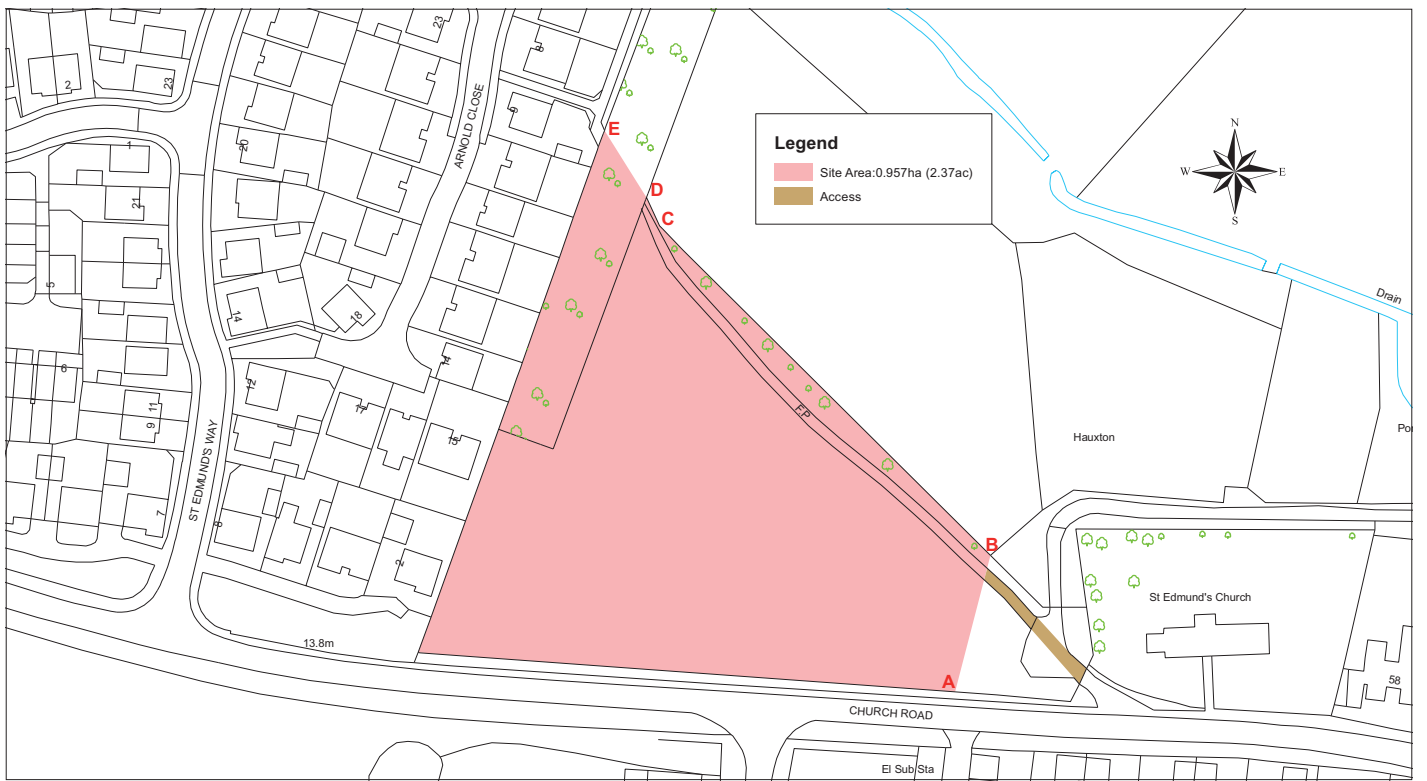 23
8
2
23
E
Legend
9
ARNOLD CLOSE
N
1
20
Site Area:0.957ha (2.37ac)
W
E
D
Access
21
C
S
5
Drain
14
18
14
6
12
11
17
F.P
9
15
Hauxton
Por
ST EDMUND'S WAY
7
8
B
2
St Edmund's Church
13.8m
A
58
CHURCH ROAD
El Sub Sta